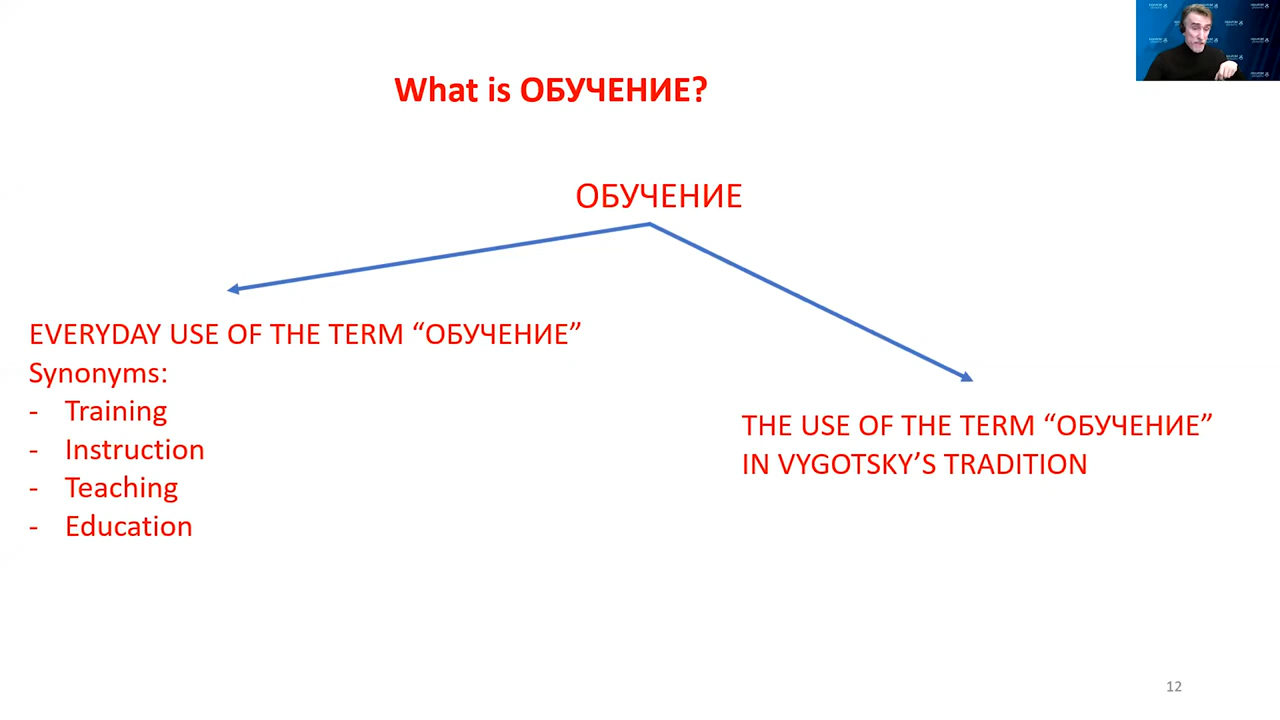 What is ОБУЧЕНИЕ?
ОБУЧЕНИЕ
EVERYDAY USE OF THE TERM “ОБУЧЕНИЕ”
Synonyms:
- Training
- Instruction
- Teaching
- Education
THE USE OF THE TERM “ОБУЧЕНИЕ”
IN VYGOTSKY’S TRADITION
12